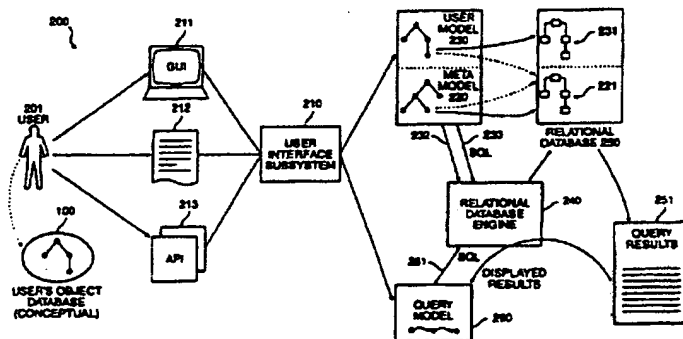 200
211
GUI
201
USER
212
213
API
100
USER'S OBJECT
DATABASE
(CONCEPTUAL)
210
USER
INTERFACE
SUBSYSTEM
USER
MODEL
230
META
MODEL
220
231
221
RELATIONAL
DATABASE 250
232
233
SQL
RELATIONAL
DATABASE
ENGINE
240
251
QUERY
RESULTS
261
SQL
DISPLAYED
RESULTS
QUERY
MODEL
260